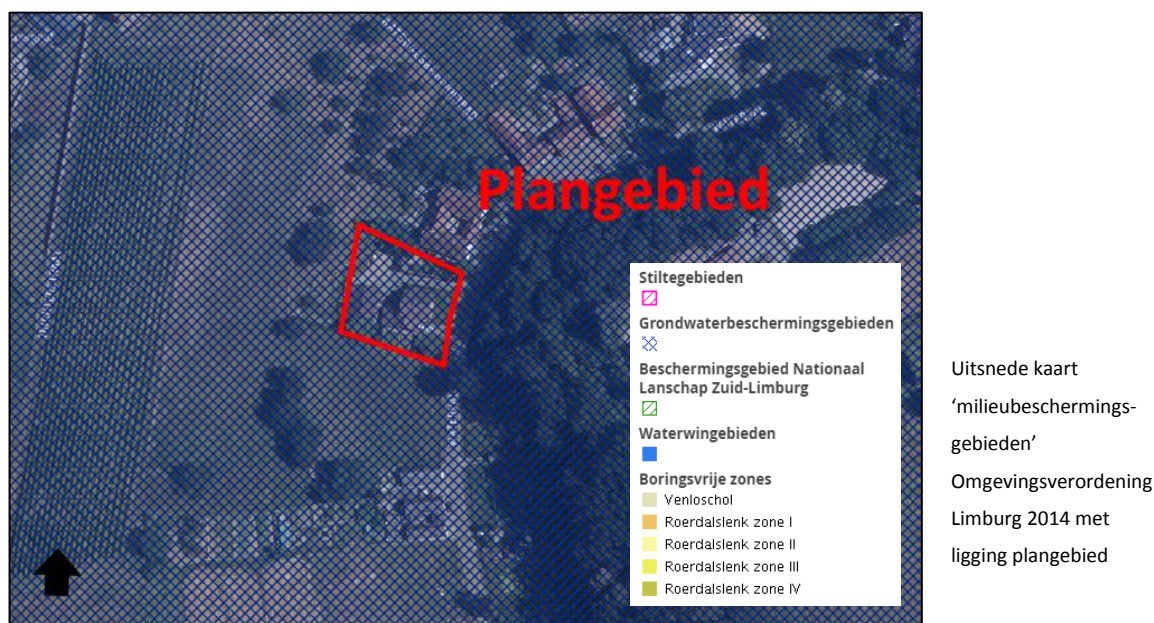 Plangebied
Stiltegebieden
Grondwaterbeschermingsgebieden
Beschermingsgebied Nationaal
Lanschap Zuid-Limburg
Waterwingebieden
Boringsvrije zones
Venloschol
Roerdalslenk zone I
Roerdalslenk zone II
Roerdalslenk zone III
Roerdalslenk zone IV
Uitsnede kaart
‘milieubeschermings-
gebieden’
Omgevingsverordening
Limburg 2014 met
ligging plangebied